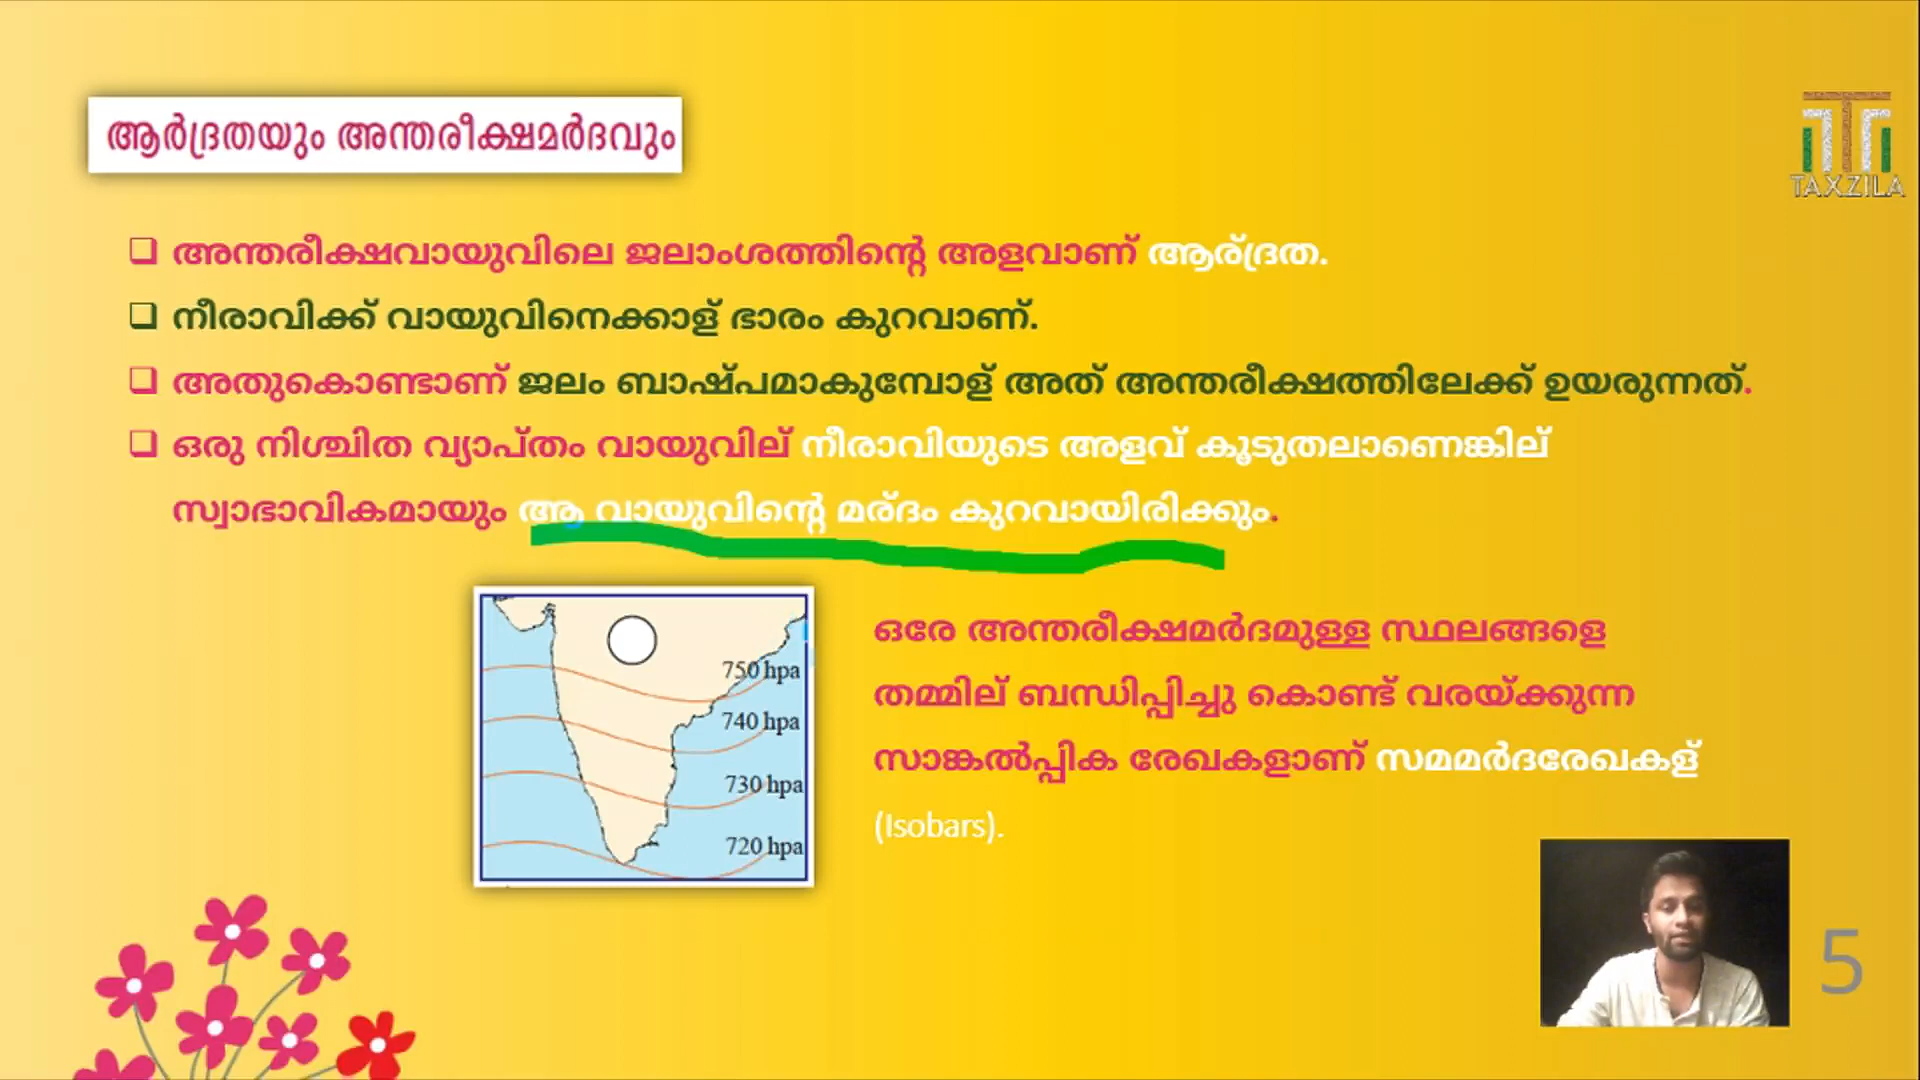 ആർദ്രതയും അന്തരീക്ഷമർദവും
TAXZILA
അന്തരീക്ഷവായുവിലെ ജലാംശത്തിന്റെ അളവാണ് ആര്ദ്രത.
നീരാവിക്ക് വായുവിനെക്കാള് ഭാരം കുറവാണ്.
അതുകൊണ്ടാണ് ജലം ബാഷ്പമാകുമ്പോള് അത് അന്തരീക്ഷത്തിലേക്ക് ഉയരുന്നത്.
ഒരു നിശ്ചിത വ്യാപ്തം വായുവില് നീരാവിയുടെ അളവ് കൂടുതലാണെങ്കില്
സ്വാഭാവികമായും ആ വായുവിന്റെ മര്ദം കുറവായിരിക്കും.
750 hpa
740 hpa
730 hpa
720 hpa
ഒരേ അന്തരീക്ഷമർദമുള്ള സ്ഥലങ്ങളെ
തമ്മില് ബന്ധിപ്പിച്ചു കൊണ്ട് വരയ്ക്കുന്ന
സാങ്കൽപ്പിക രേഖകളാണ് സമമർദരേഖകള്
(Isobars).
5